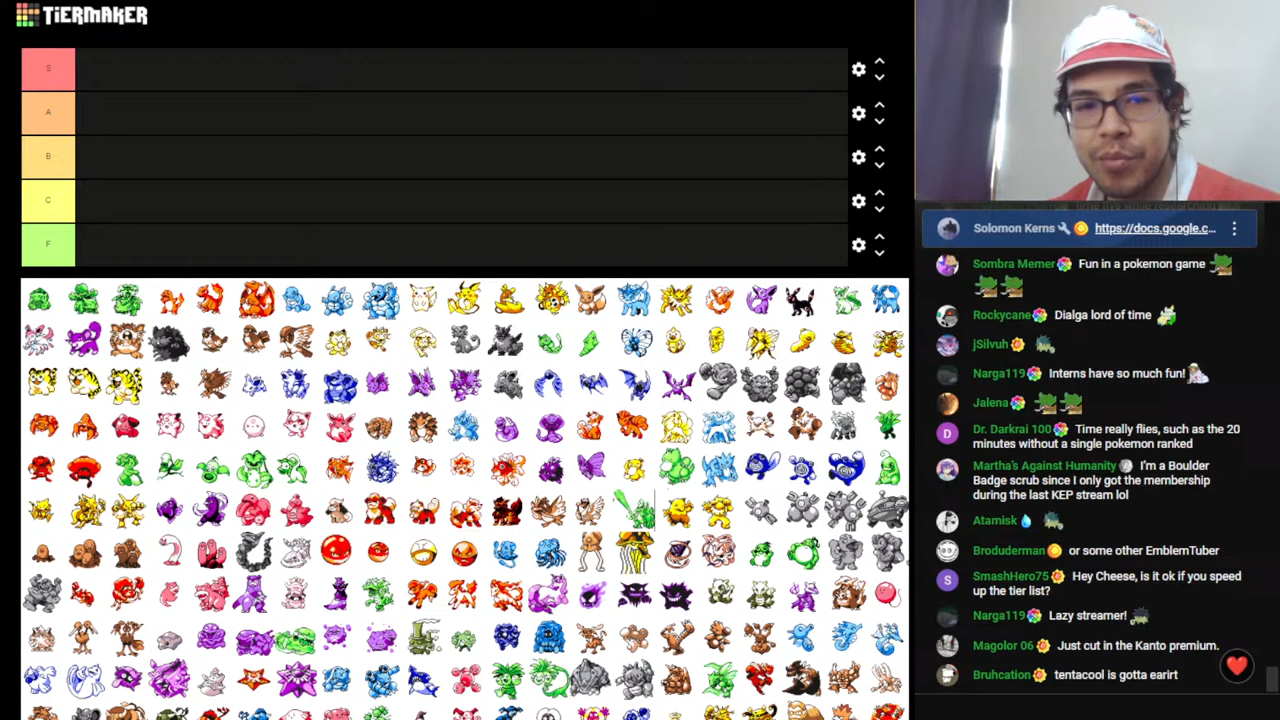 TiERMAKER
S
A
B
C
F
Solomon Kerns https://docs.google.c...
Sombra Memer Fun in a pokemon game
Rockycane Dialga lord of time
jSilvuh
Narga119 Interns have so much fun!
Jalena
Dr. Darkrai 100 Time really flies, such as the 20
minutes without a single pokemon ranked
Martha's Against Humanity I'm a Boulder
Badge scrub since I only got the membership
during the last KEP stream lol
Atamisk
Broduderman or some other EmblemTuber
SmashHero75 Hey Cheese, is it ok if you speed
up the tier list?
Narga119 Lazy streamer!
Magolor 06 Just cut in the Kanto premium.
Bruhcation tentacool is gotta earirt